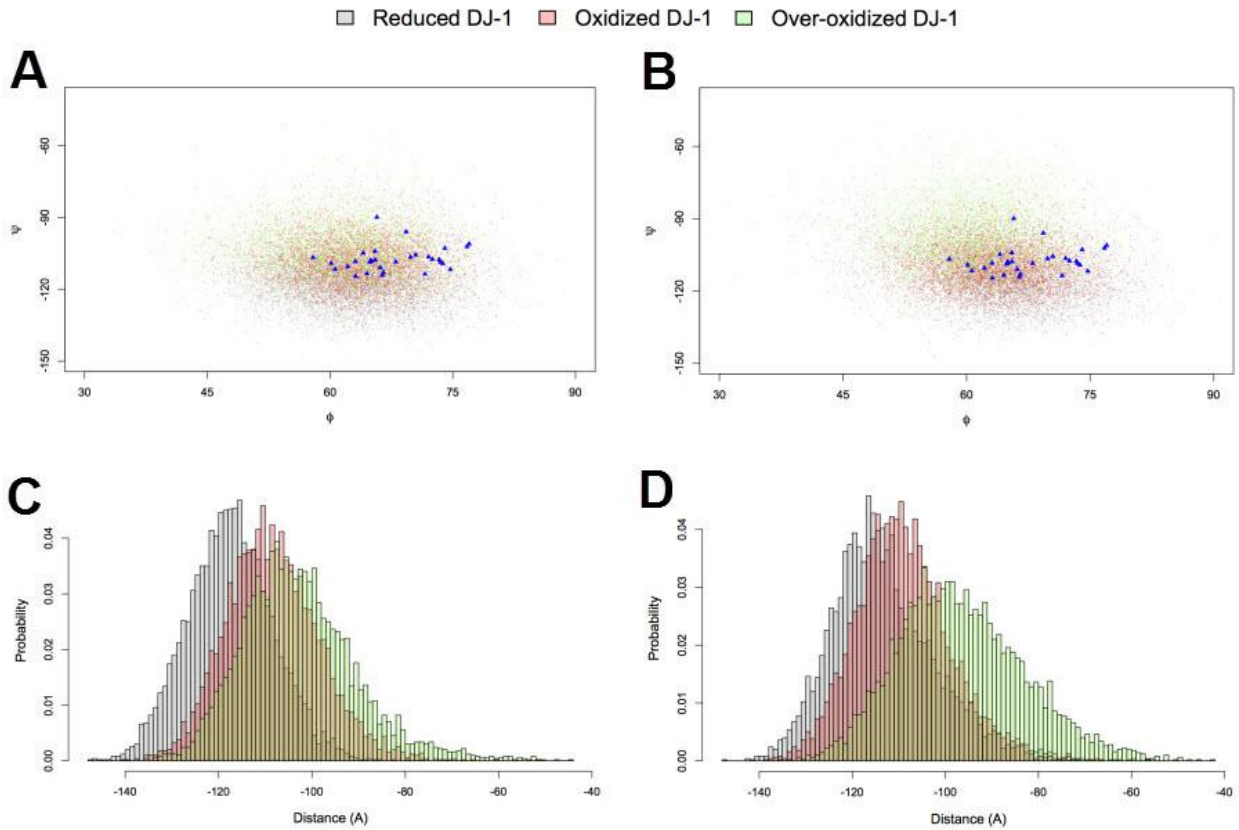 Reduced DJ-1 Oxidized DJ-1 Over-oxidized DJ-1
A
B
-60
-90
-120
-150
ψ
30 45 60 75 90
ϕ
-60
-90
-120
-150
ψ
30 45 60 75 90
ϕ
C
D
0.04
0.03
0.02
0.01
0.00
Probability
-140 -120 -100 -80 -60 -40
Distance (A)
0.04
0.03
0.02
0.01
0.00
Probability
-140 -120 -100 -80 -60 -40
Distance (A)